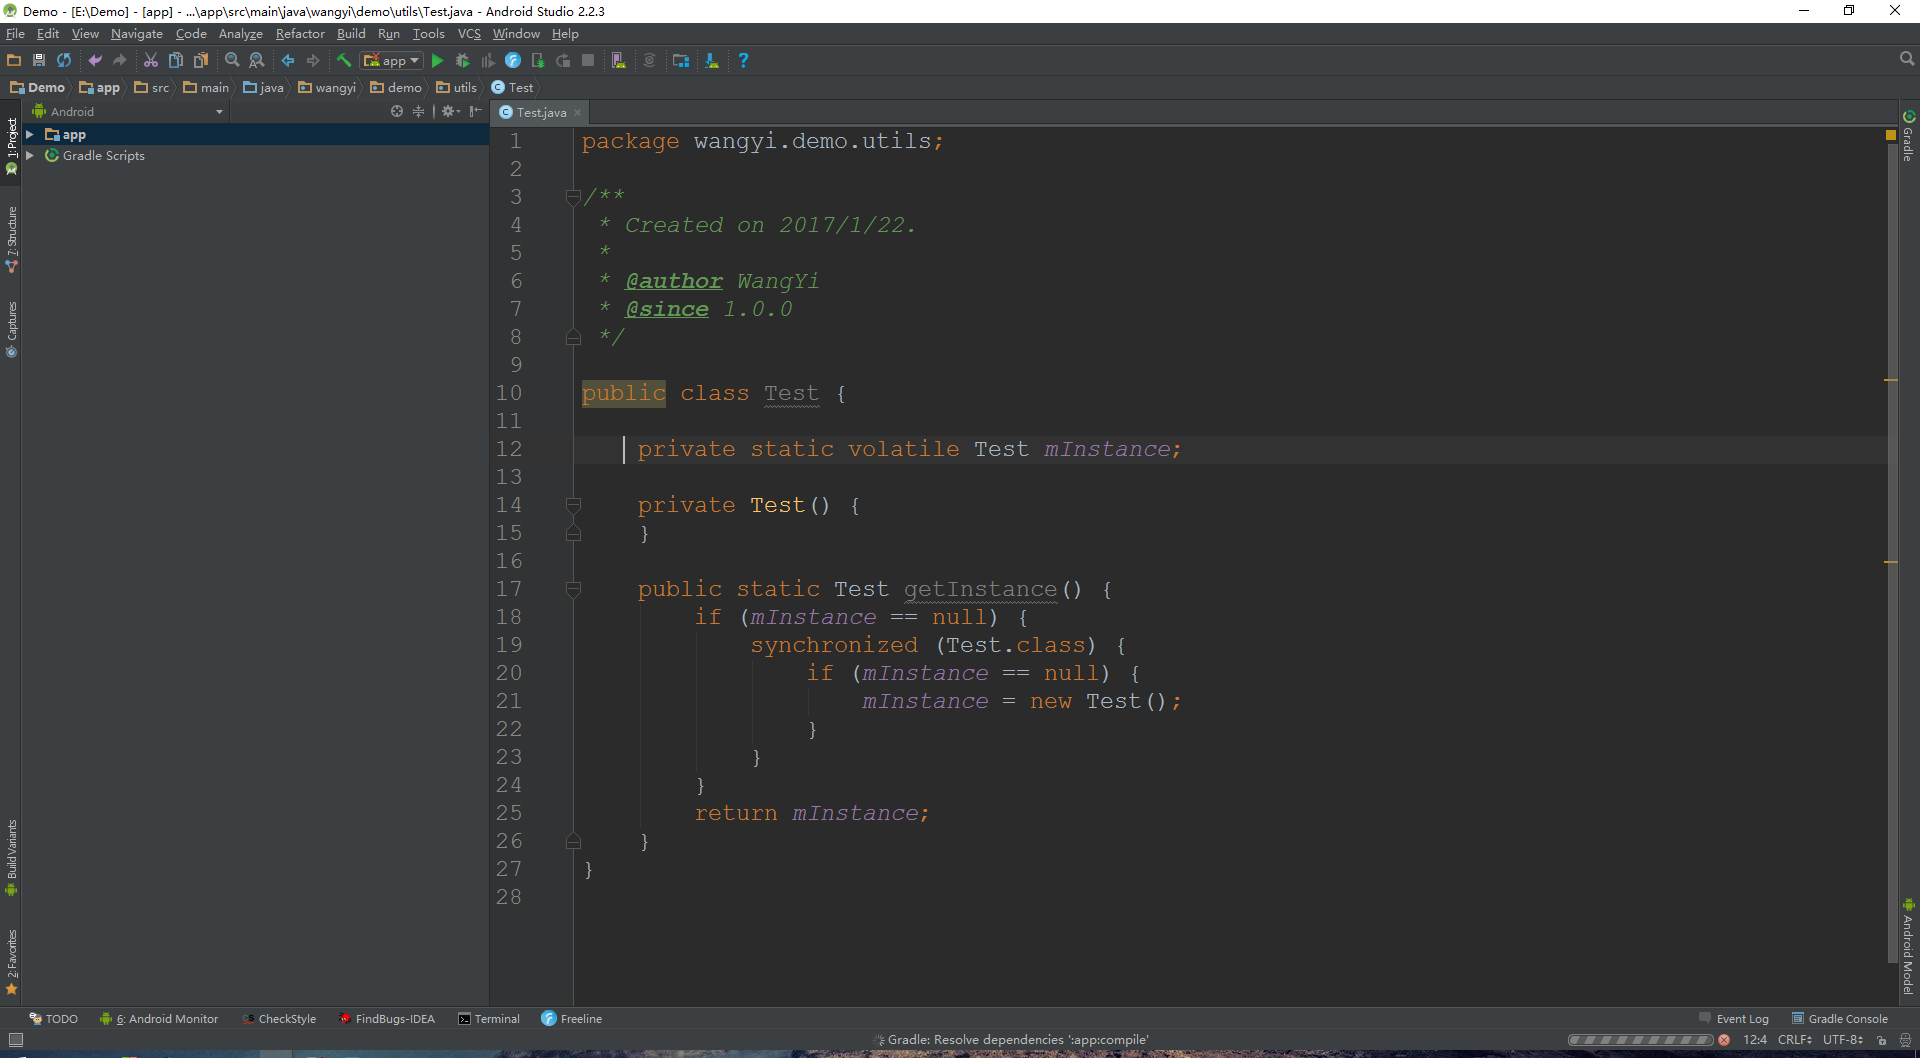 Demo - [E:\Demo] - [app] - ...\app\src\main\java\wangyi\demo\utils\Test.java - Android Studio 2.2.3
File Edit View Navigate Code Analyze Refactor Build Run Tools VCS Window Help
app
Demo app src main java wangyi demo utils Test
Android
Test.java
app
Gradle Scripts
1: Project
7: Structure
Captures
Build Variants
2: Favorites
1 package wangyi.demo.utils;
2
3 /**
4  * Created on 2017/1/22.
5  *
6  * @author WangYi
7  * @since 1.0.0
8  */
9
10 public class Test {
11
12     private static volatile Test mInstance;
13
14     private Test() {
15     }
16
17     public static Test getInstance() {
18         if (mInstance == null) {
19             synchronized (Test.class) {
20                 if (mInstance == null) {
21                     mInstance = new Test();
22                 }
23             }
24         }
25         return mInstance;
26     }
27 }
28
Gradle
Android Model
TODO 6: Android Monitor CheckStyle FindBugs-IDEA Terminal Freeline Event Log Gradle Console
Gradle: Resolve dependencies ':app:compile' 12:4 CRLF UTF-8